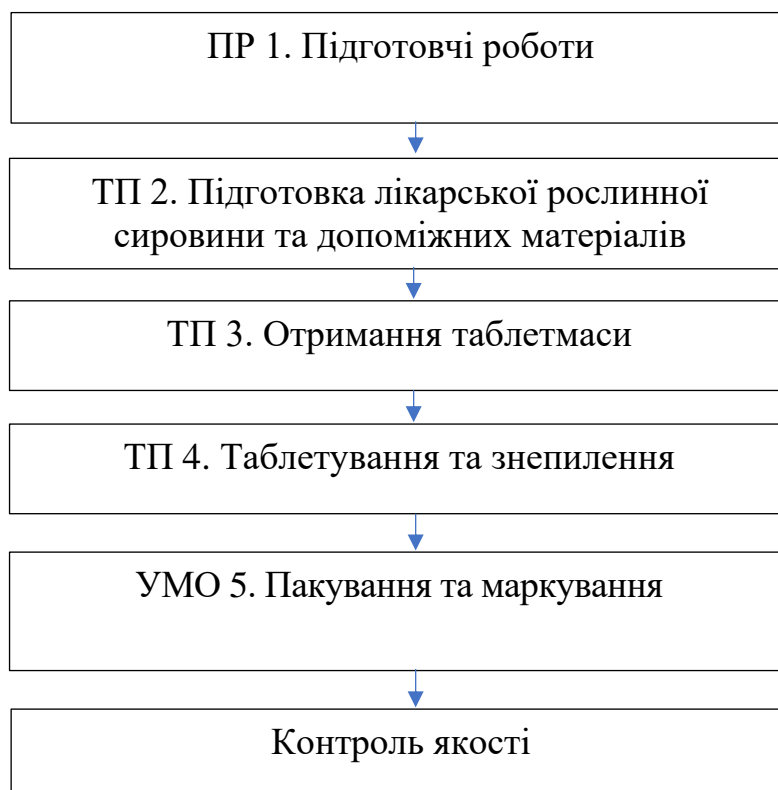 ПР 1. Підготовчі роботи
ТП 2. Підготовка лікарської рослинної
сировини та допоміжних матеріалів
ТП 3. Отримання таблетмаси
ТП 4. Таблетування та знепилення
УМО 5. Пакування та маркування
Контроль якості